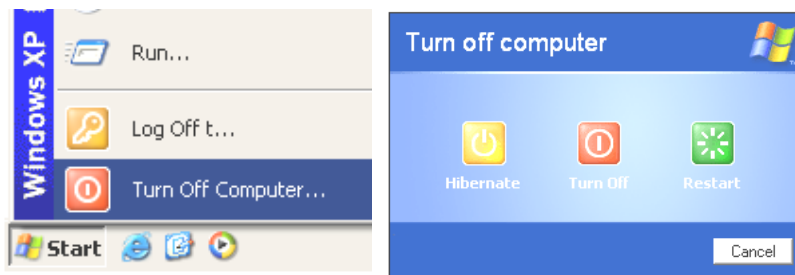 Windows XP
Run...
Log Off t...
Turn Off Computer...
Start
Turn off computer
Hibernate
Turn Off
Restart
Cancel